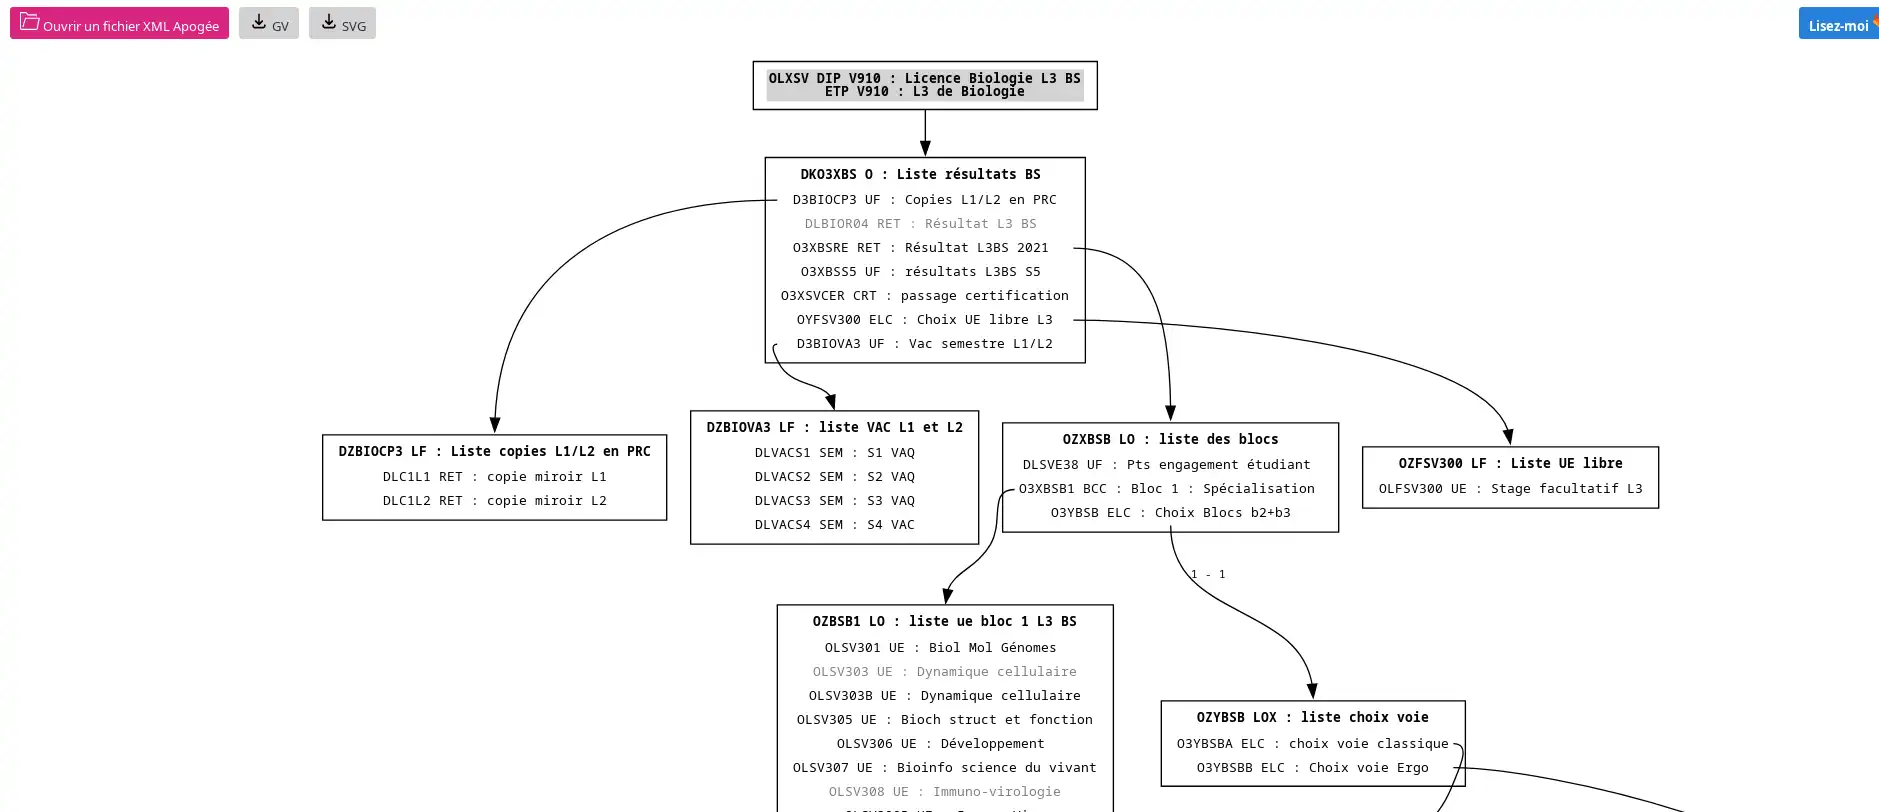 Ouvrir un fichier XML Apogée
GV
SVG
Lisez-moi
OLXSV DIP V910 : Licence Biologie L3 BS
ETP V910 : L3 de Biologie
DKO3XBS O : Liste résultats BS
D3BIOCP3 UF : Copies L1/L2 en PRC
DLBIOR04 RET : Résultat L3 BS
O3XBSRE RET : Résultat L3BS 2021
O3XBSS5 UF : résultats L3BS S5
O3XSVCER CRT : passage certification
OYFSV300 ELC : Choix UE libre L3
D3BIOVA3 UF : Vac semestre L1/L2
DZBIOCP3 LF : Liste copies L1/L2 en PRC
DLC1L1 RET : copie miroir L1
DLC1L2 RET : copie miroir L2
DZBIOVA3 LF : liste VAC L1 et L2
DLVACS1 SEM : S1 VAQ
DLVACS2 SEM : S2 VAQ
DLVACS3 SEM : S3 VAQ
DLVACS4 SEM : S4 VAC
OZXBSB LO : liste des blocs
DLSVE38 UF : Pts engagement étudiant
O3XBSB1 BCC : Bloc 1 : Spécialisation
O3YBSB ELC : Choix Blocs b2+b3
OZFSV300 LF : Liste UE libre
OLFSV300 UE : Stage facultatif L3
1 - 1
OZBSB1 LO : liste ue bloc 1 L3 BS
OLSV301 UE : Biol Mol Génomes
OLSV303 UE : Dynamique cellulaire
OLSV303B UE : Dynamique cellulaire
OLSV305 UE : Bioch struct et fonction
OLSV306 UE : Développement
OLSV307 UE : Bioinfo science du vivant
OLSV308 UE : Immuno-virologie
OZYBSB LOX : liste choix voie
O3YBSBA ELC : choix voie classique
O3YBSBB ELC : Choix voie Ergo